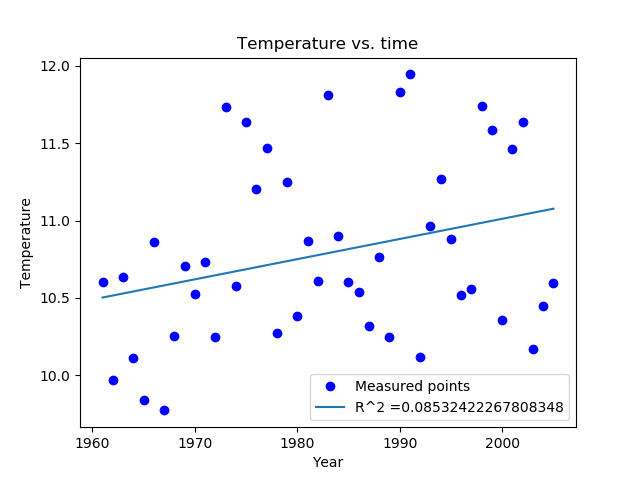 Temperature vs. time
Temperature
12.0
11.5
11.0
10.5
10.0
Measured points
R^2 =0.08532422267808348
1960
1970
1980
1990
2000
Year